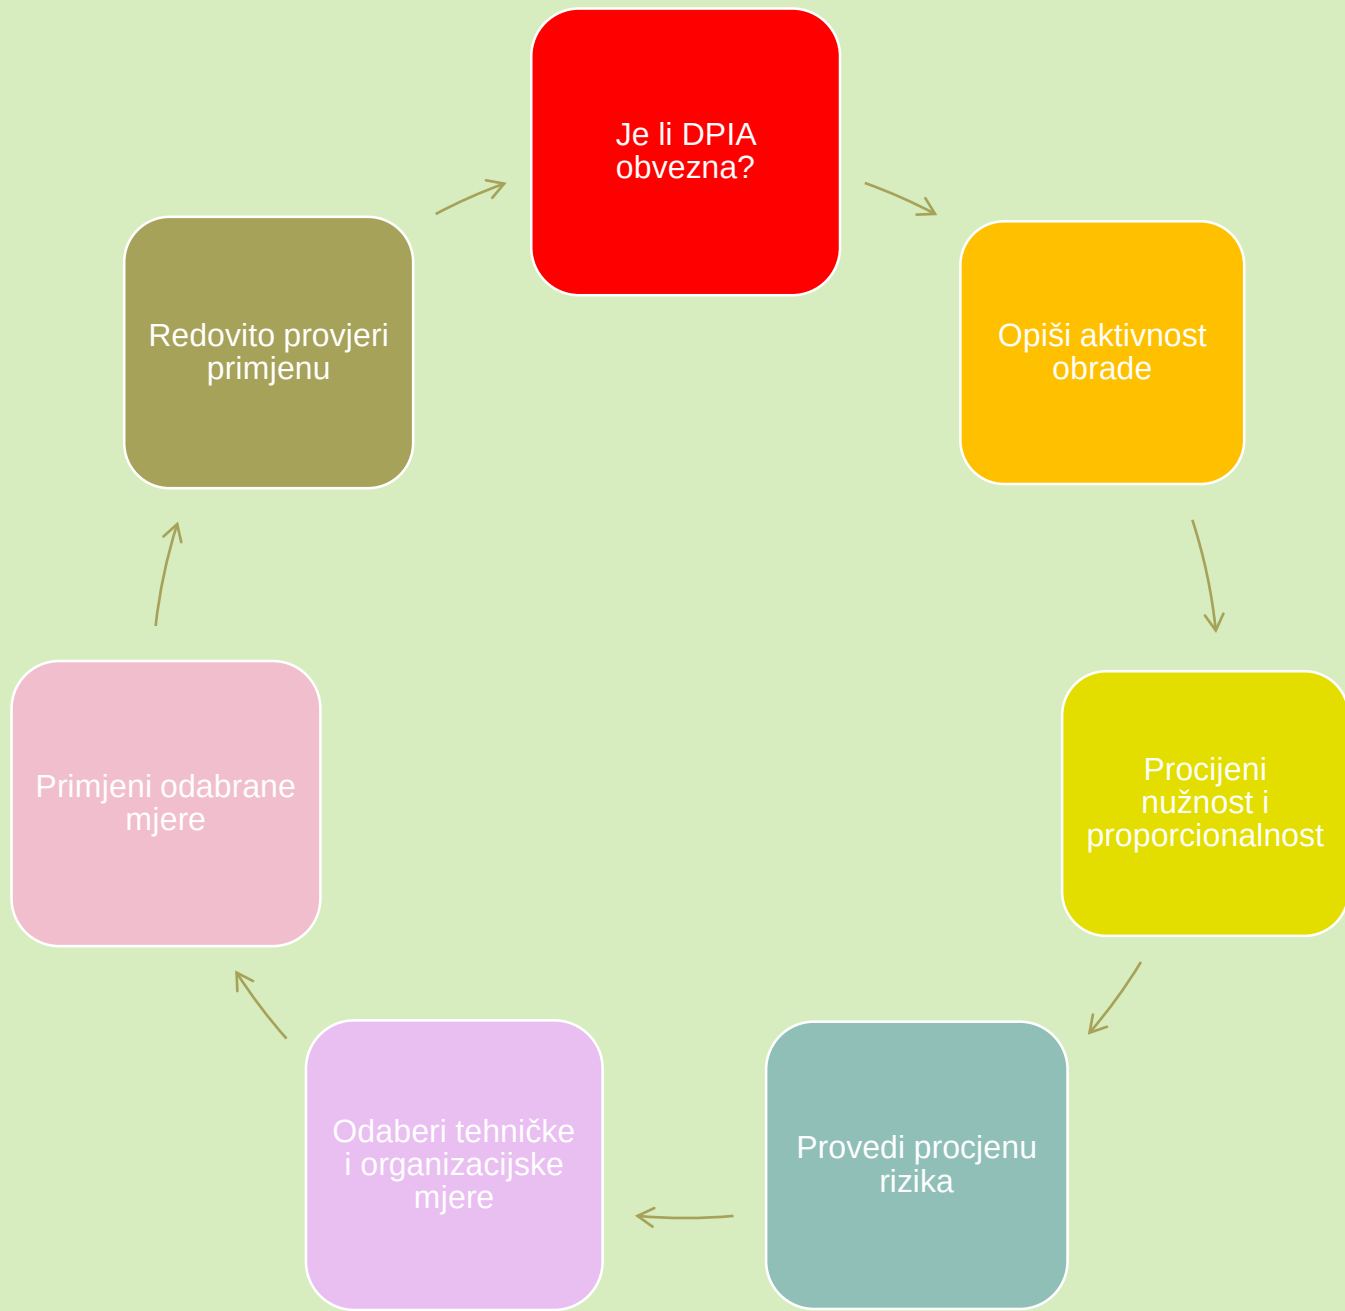 Je li DPIA
obvezna?
Opiši aktivnost
obrade
Procijeni
nužnost i
proporcionalnost
Provedi procjenu
rizika
Odaberi tehničke
i organizacijske
mjere
Primjeni odabrane
mjere
Redovito provjeri
primjenu